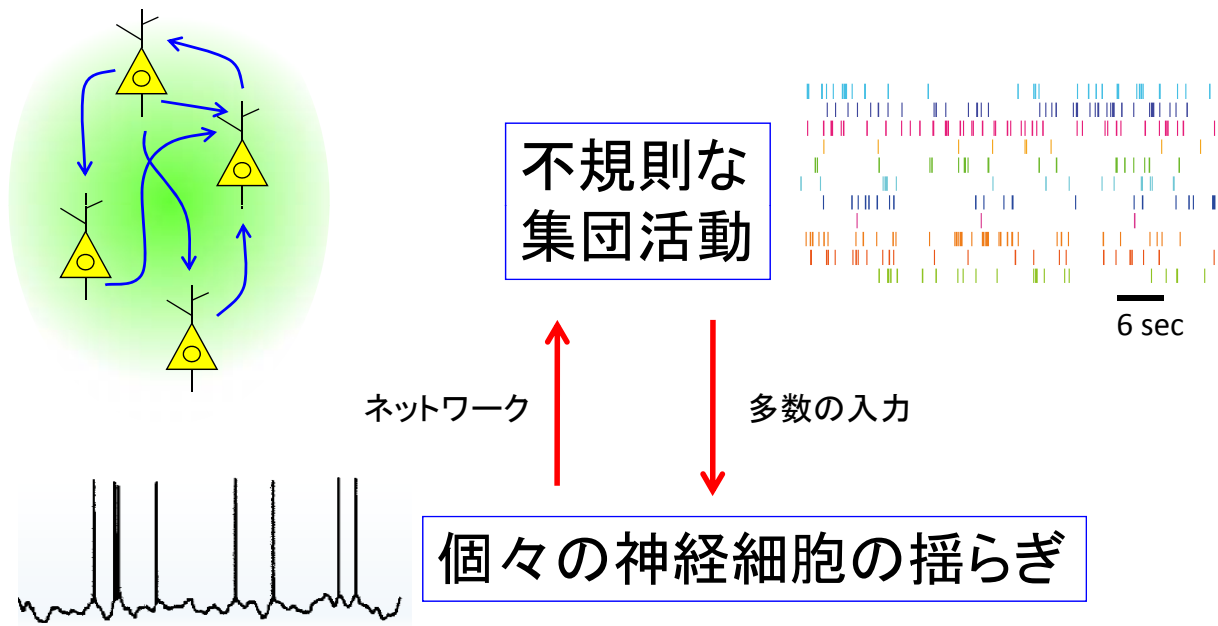 不規則な
集団活動
6 sec
ネットワーク
多数の入力
個々の神経細胞の揺らぎ